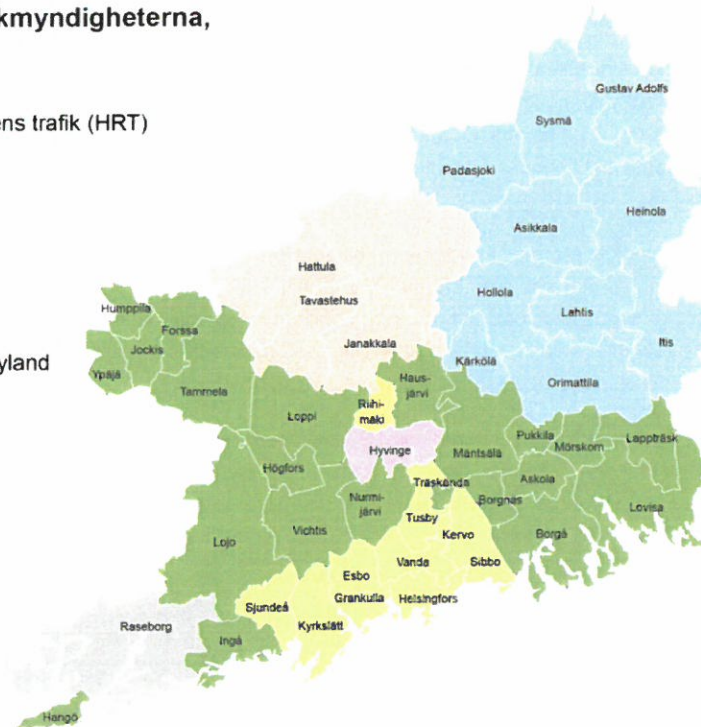 kmyndigheterna,
ens trafik (HRT)
yland
Gustav Adolfs
Sysmä
Padasjoki
Heinola
Asikkala
Hattula
Hollola
Tavastehus
Lahtis
Humppila
Forssa
Itis
Janakkala
Jockis
Kärkölä
Ypäjä
Haus-
järvi
Orimattila
Tammela
Riihi-
mäki
Loppi
Pukkila
Lappträsk
Mörskom
Hyvinge
Mäntsälä
Högfors
Träskanda
Askola
Nurmi-
järvi
Borgnäs
Lovisa
Tusby
Vichtis
Kervo
Borgå
Lojo
Vanda
Sibbo
Esbo
Grankulla
Helsingfors
Sjundeå
Raseborg
Kyrkslätt
Ingå
Hangö